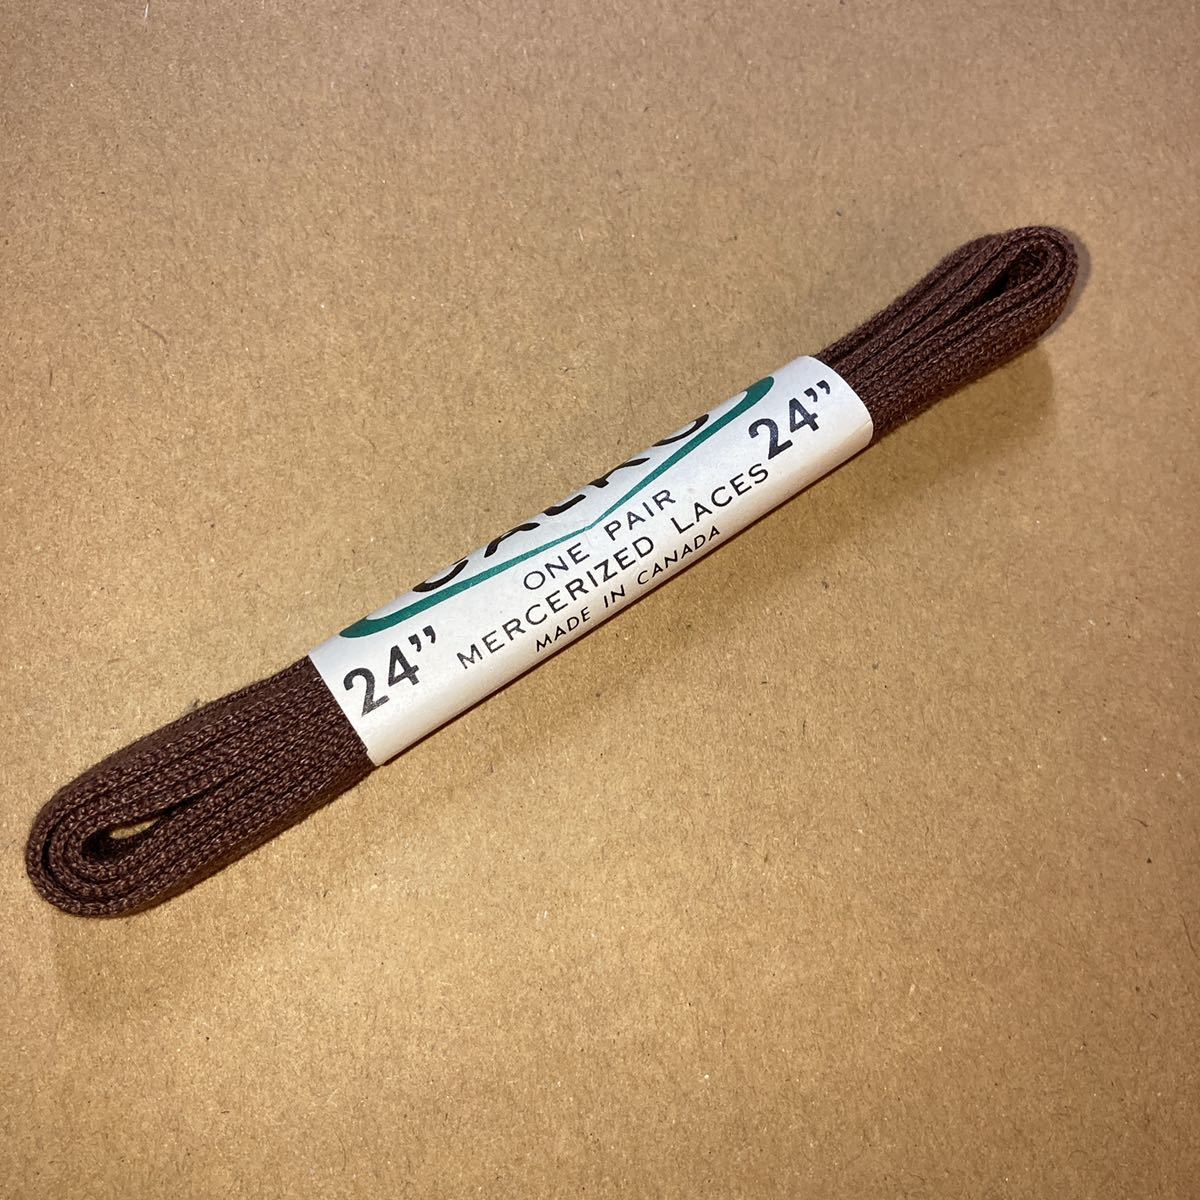 24” 24”
ONE PAIR
MERCERIZED LACES
MADE IN CANADA